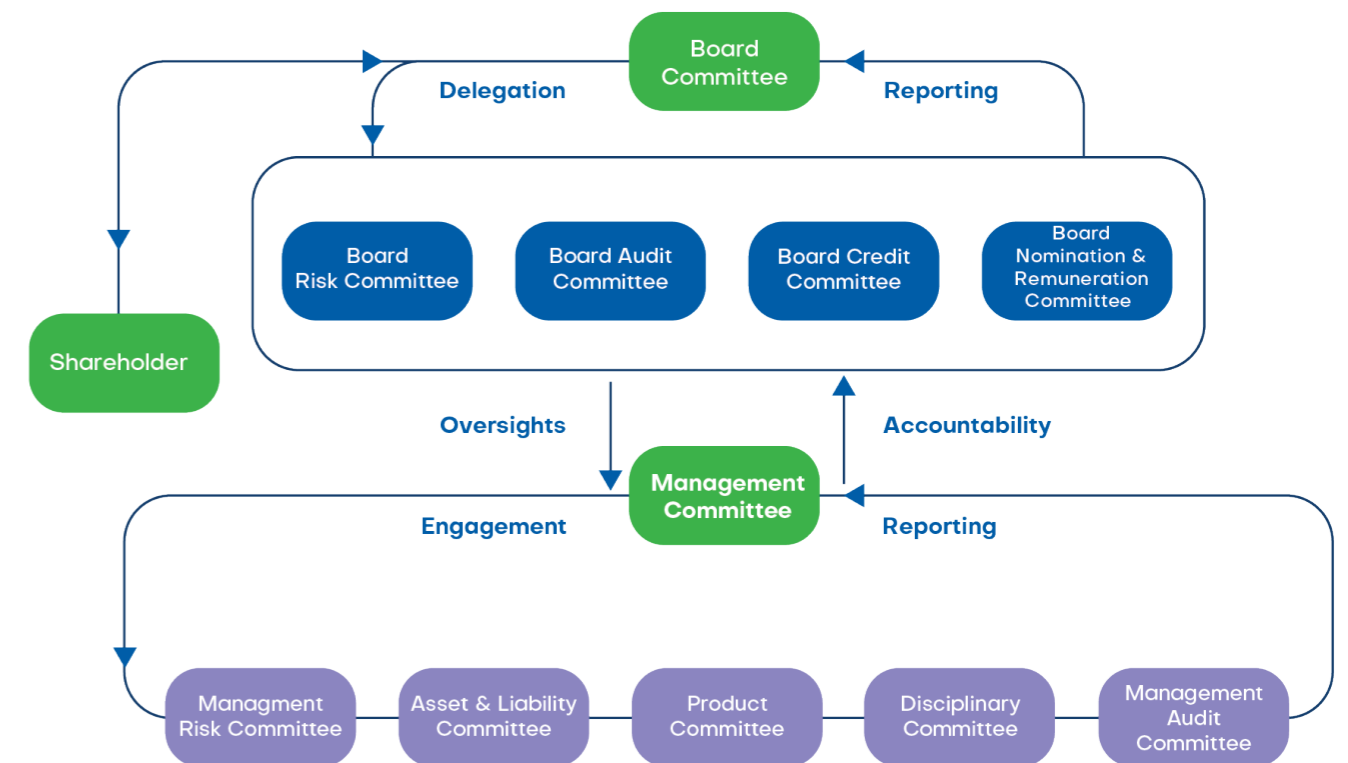 Board
Committee
Delegation
Reporting
Board
Risk Committee
Board Audit
Committee
Board Credit
Committee
Board
Nomination &
Remuneration
Committee
Shareholder
Oversights
Accountability
Management
Committee
Engagement
Reporting
Managment
Risk Committee
Asset & Liability
Committee
Product
Committee
Disciplinary
Committee
Management
Audit
Committee